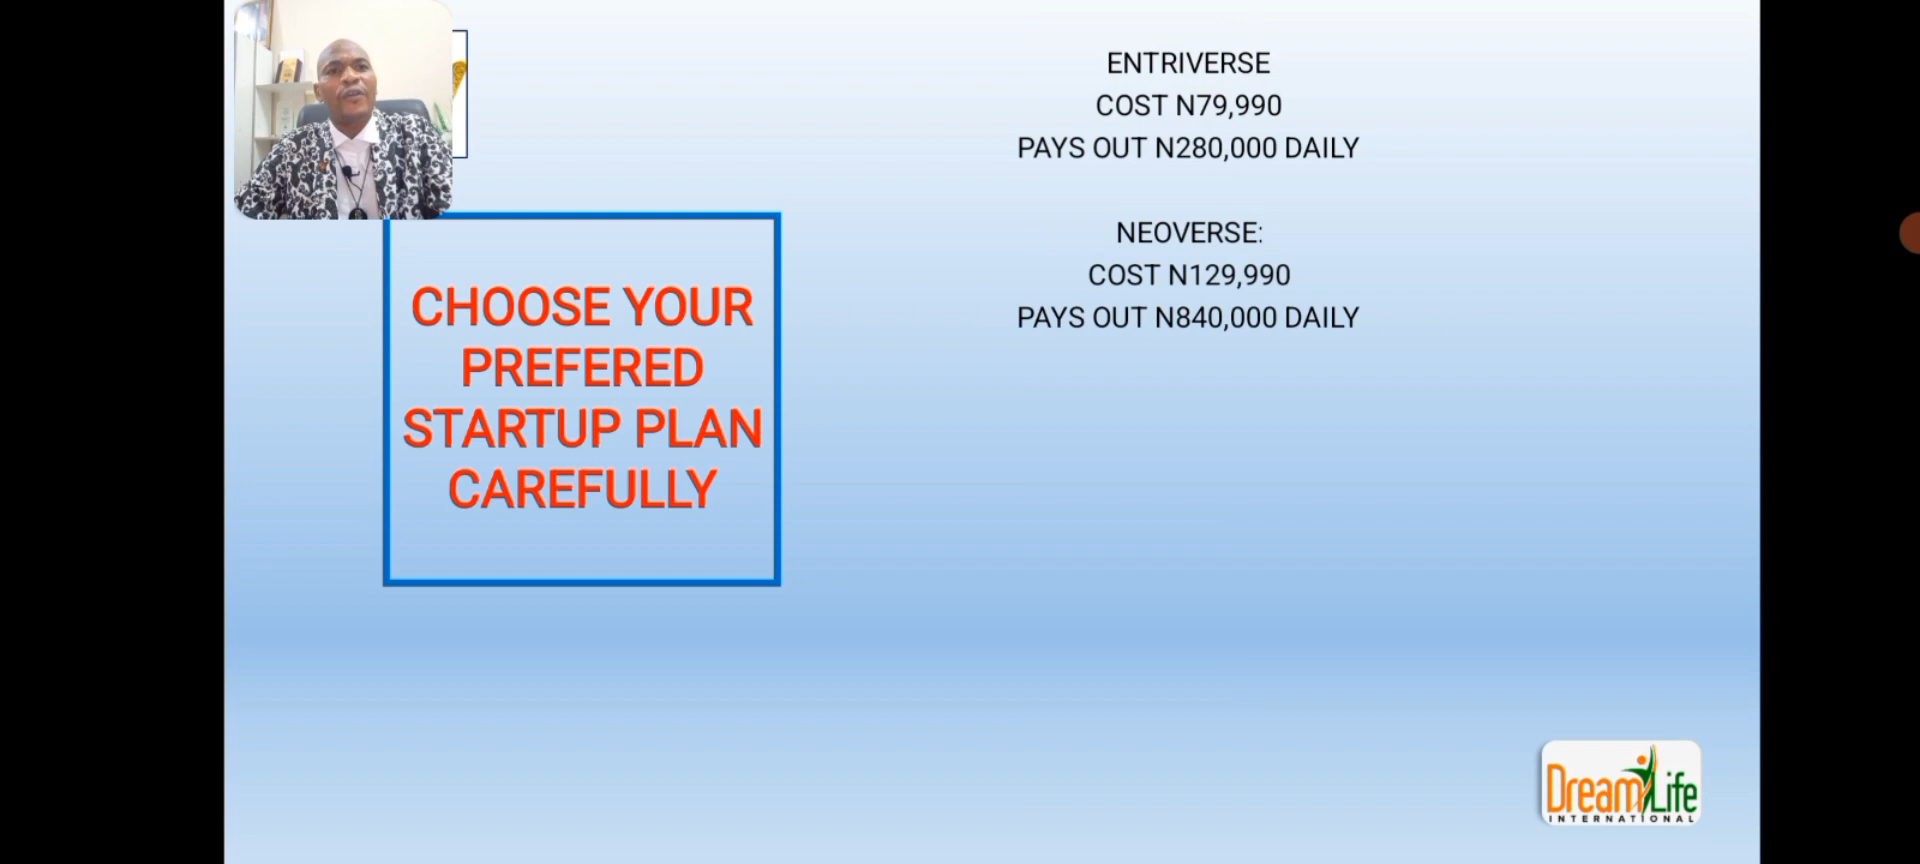 ENTRIVERSE
COST N79,990
PAYS OUT N280,000 DAILY
NEOVERSE:
COST N129,990
PAYS OUT N840,000 DAILY
CHOOSE YOUR
PREFERED
STARTUP PLAN
CAREFULLY
DreamLife
INTERNATIONAL